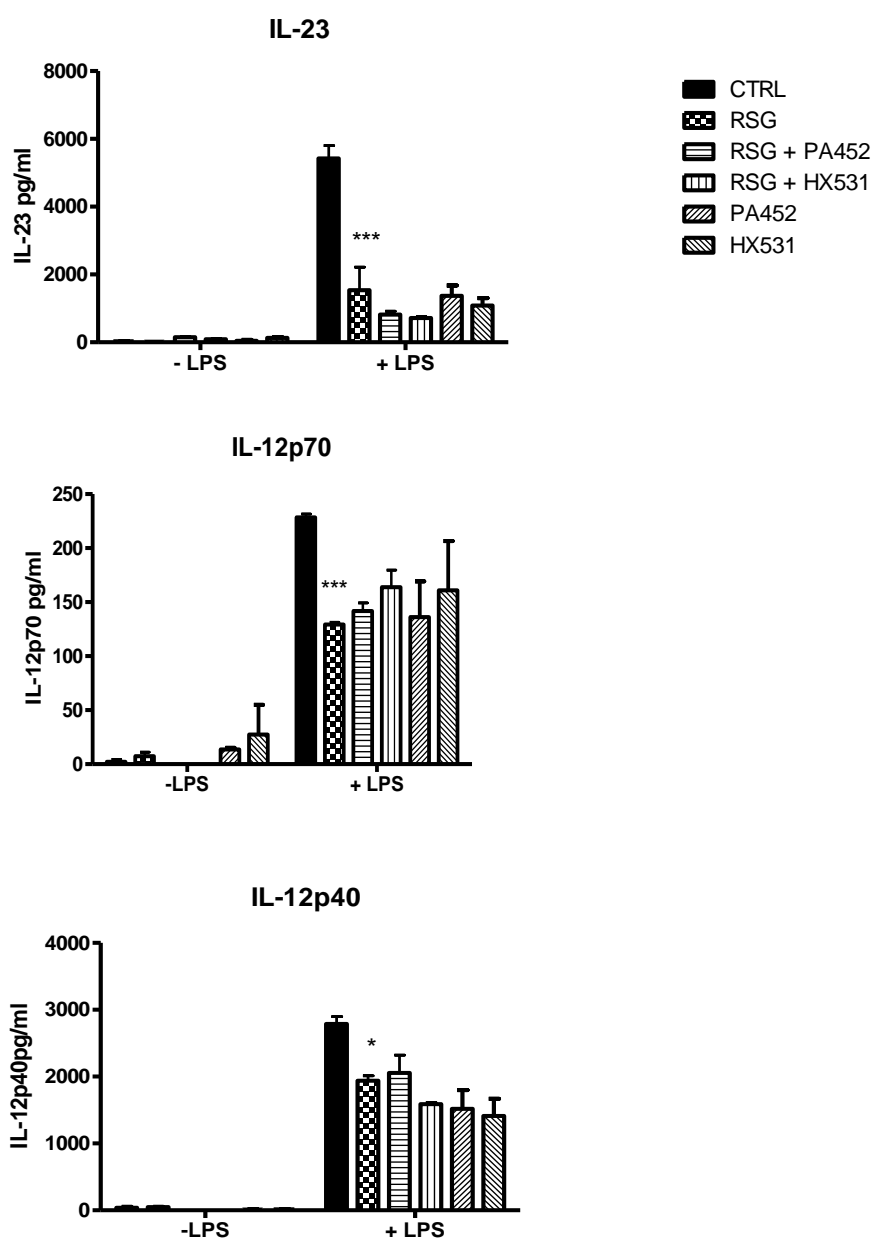 IL-23
8000
6000
4000
2000
0
IL-23 pg/ml
***
- LPS
+ LPS
CTRL
RSG
RSG + PA452
RSG + HX531
PA452
HX531
IL-12p70
250
200
150
100
50
0
IL-12p70 pg/ml
***
-LPS
+ LPS
IL-12p40
4000
3000
2000
1000
0
IL-12p40pg/ml
*
-LPS
+ LPS